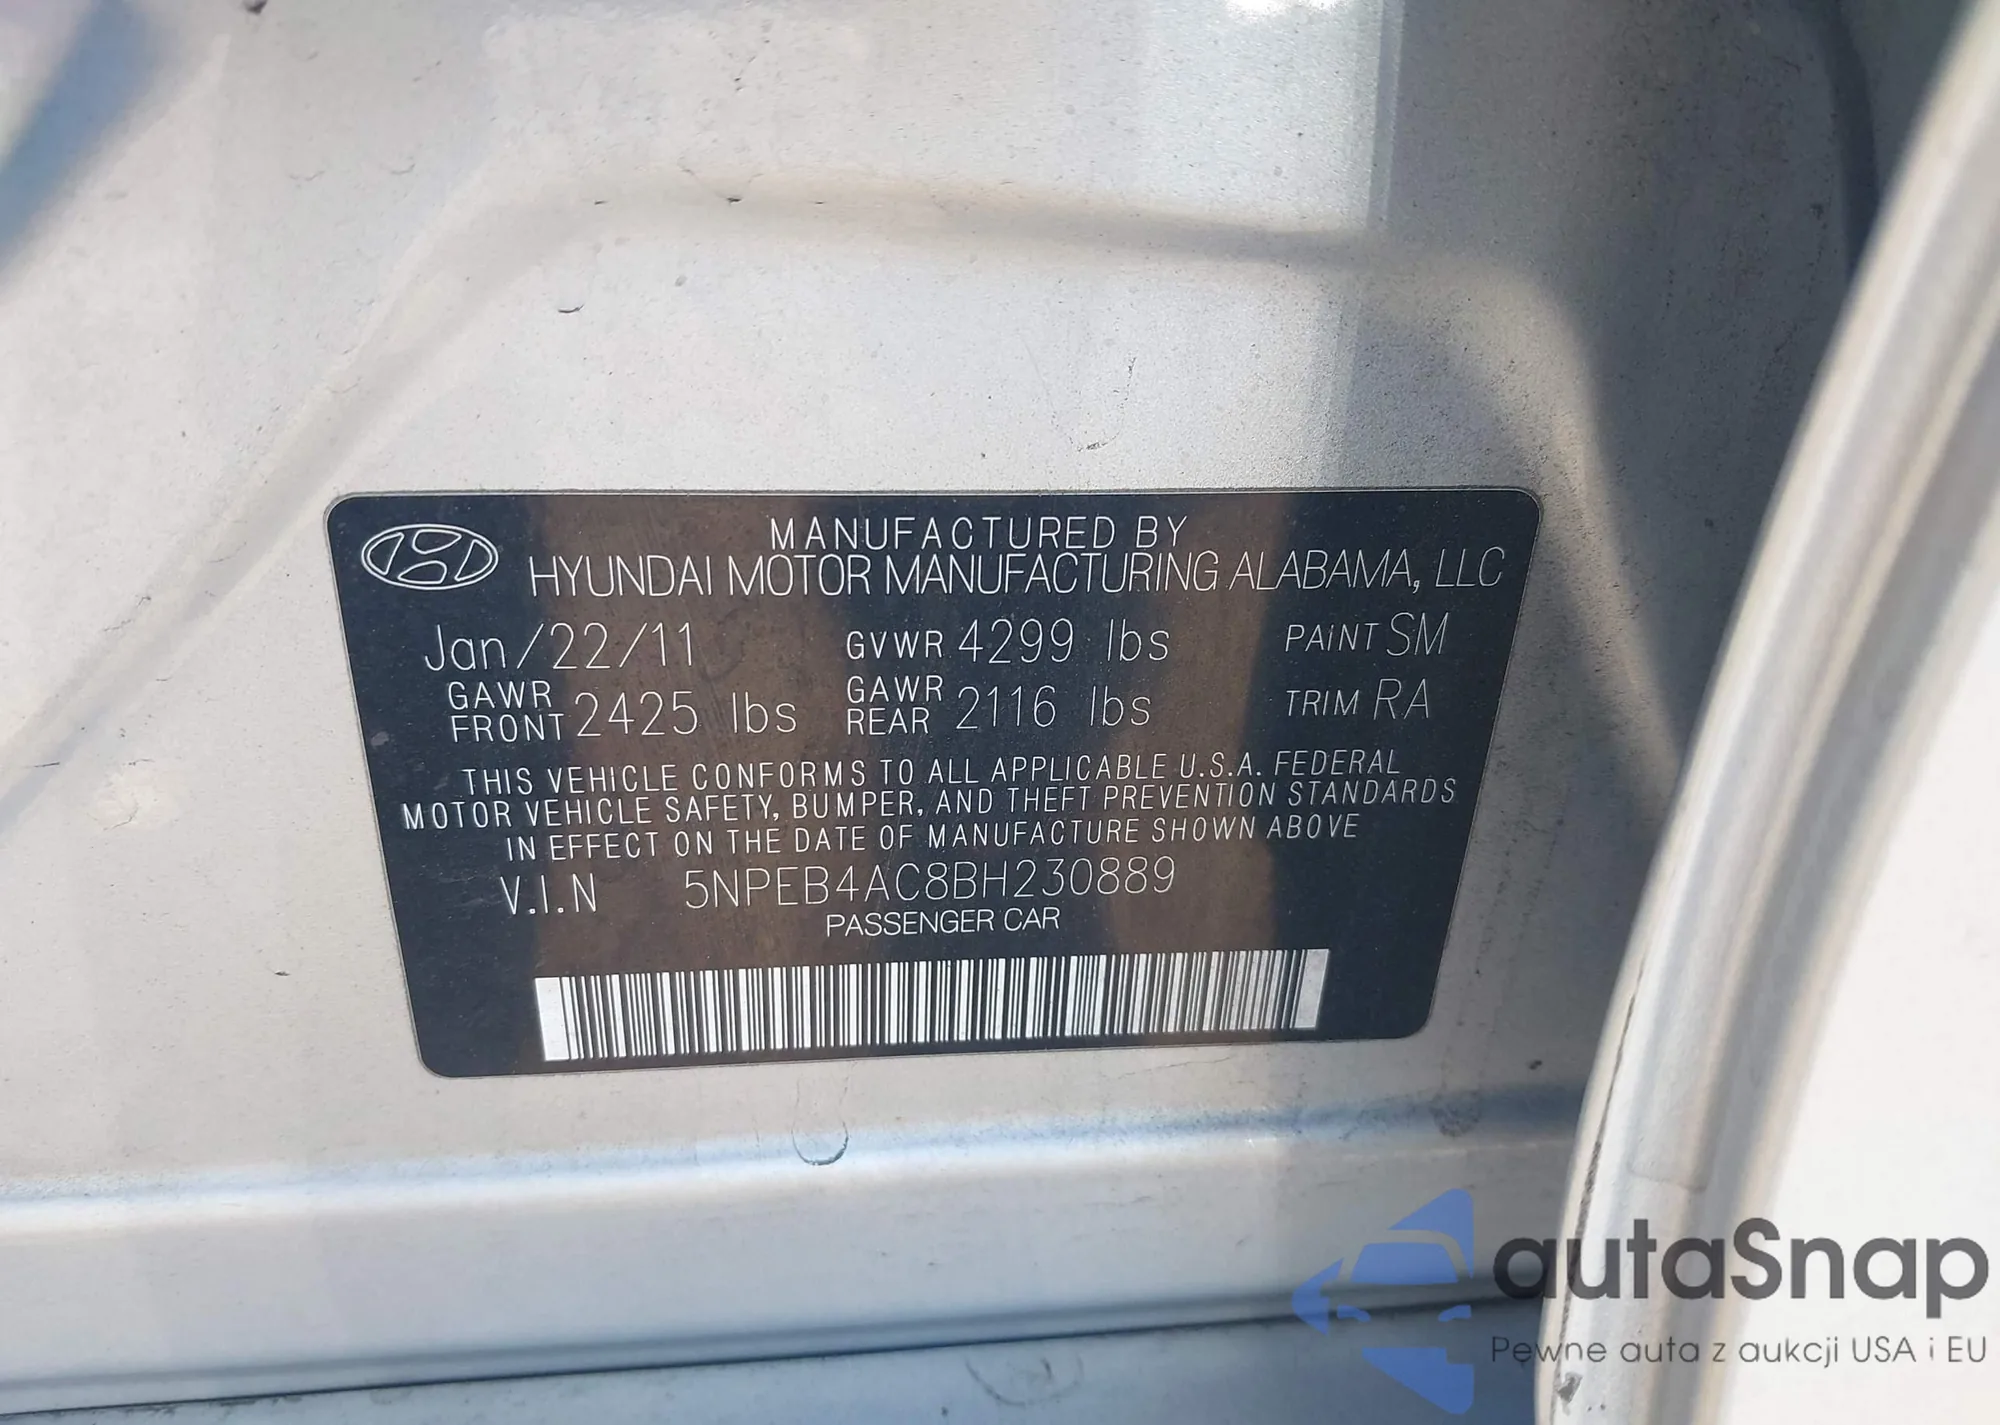 MANUFACTURED BY
HYUNDAI MOTOR MANUFACTURING ALABAMA, LLC
Jan/22/11 GVWR 4299 lbs PAINT SM
GAWR FRONT 2425 lbs GAWR REAR 2116 lbs TRIM RA
THIS VEHICLE CONFORMS TO ALL APPLICABLE U.S.A. FEDERAL
MOTOR VEHICLE SAFETY, BUMPER, AND THEFT PREVENTION STANDARDS
IN EFFECT ON THE DATE OF MANUFACTURE SHOWN ABOVE
V.I.N 5NPEB4AC8BH230889
PASSENGER CAR
autaSnap
Pewne auta z aukcji USA i EU